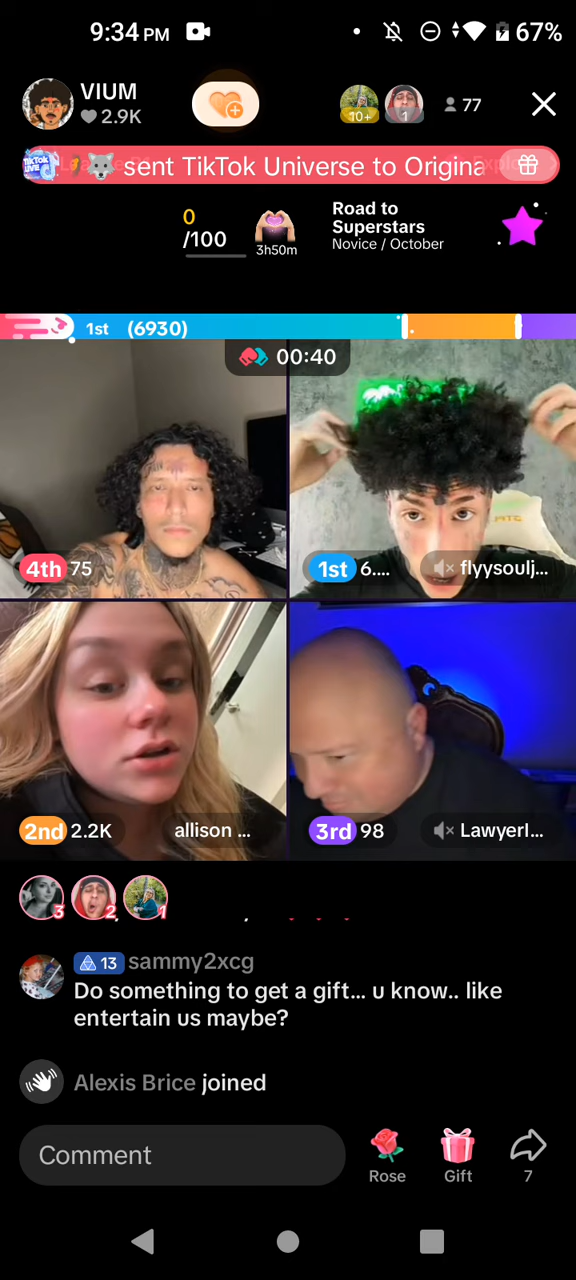 9:34 PM
67%
VIUM
2.9K
10+
1
77
sent TikTok Universe to Origina
0
/100
3h50m
Road to
Superstars
Novice / October
1st (6930)
00:40
4th 75
1st 6....
flyysoulj...
2nd 2.2K
allison ...
3rd 98
Lawyerl...
3
2
1
13 sammy2xcg
Do something to get a gift... u know.. like
entertain us maybe?
Alexis Brice joined
Comment
Rose
Gift
7